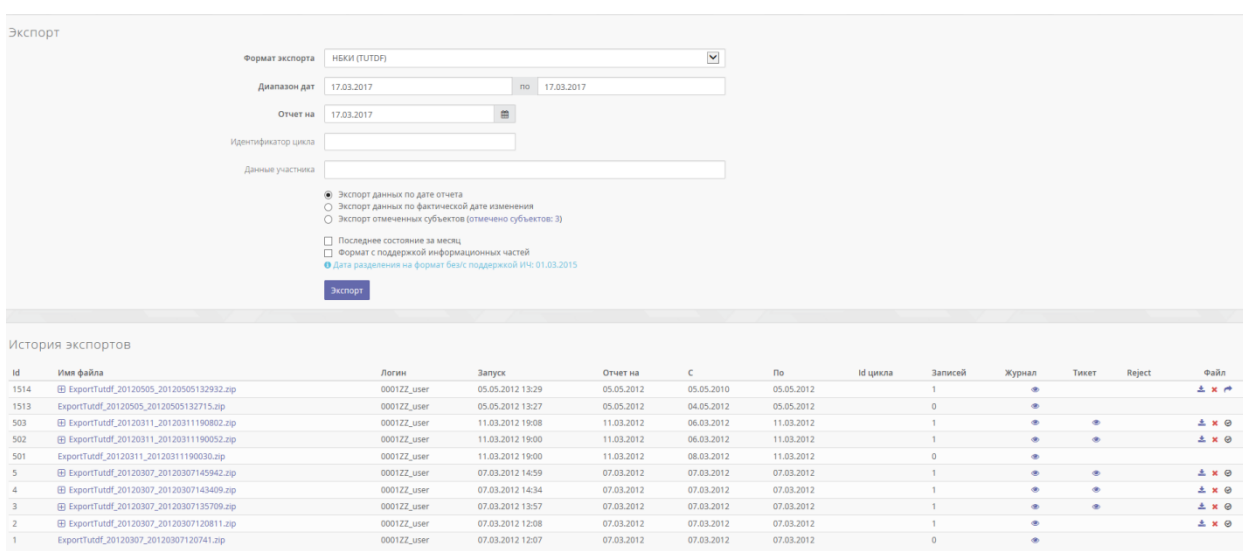 Экспорт
Формат экспорта НБКИ (TUTDF)
Диапазон дат 17.03.2017 по 17.03.2017
Отчет на 17.03.2017
Идентификатор цикла
Данные участника
Экспорт данных по дате отчета
Экспорт данных по фактической дате изменения
Экспорт отмеченных субъектов (отмечено субъектов: 3)
Последнее состояние за месяц
Формат с поддержкой информационных частей
Дата разделения на формат без/с поддержкой ИЧ: 01.03.2015
Экспорт
История экспортов
Id Имя файла Логин Запуск Отчет на С По Id цикла Записей Журнал Тикет Reject Файл
1514 ExportTutdf_20120505_20120505132932.zip 0001ZZ_user 05.05.2012 13:29 05.05.2012 05.05.2010 05.05.2012 1
1513 ExportTutdf_20120505_20120505132715.zip 0001ZZ_user 05.05.2012 13:27 05.05.2012 04.05.2012 05.05.2012 0
503 ExportTutdf_20120311_20120311190802.zip 0001ZZ_user 11.03.2012 19:08 11.03.2012 06.03.2012 11.03.2012 1
502 ExportTutdf_20120311_20120311190052.zip 0001ZZ_user 11.03.2012 19:00 11.03.2012 06.03.2012 11.03.2012 1
501 ExportTutdf_20120311_20120311190030.zip 0001ZZ_user 11.03.2012 19:00 11.03.2012 08.03.2012 11.03.2012 0
5 ExportTutdf_20120307_20120307145942.zip 0001ZZ_user 07.03.2012 14:59 07.03.2012 07.03.2012 07.03.2012 1
4 ExportTutdf_20120307_20120307143409.zip 0001ZZ_user 07.03.2012 14:34 07.03.2012 07.03.2012 07.03.2012 1
3 ExportTutdf_20120307_20120307135709.zip 0001ZZ_user 07.03.2012 13:57 07.03.2012 07.03.2012 07.03.2012 1
2 ExportTutdf_20120307_20120307120811.zip 0001ZZ_user 07.03.2012 12:08 07.03.2012 07.03.2012 07.03.2012 1
1 ExportTutdf_20120307_20120307120741.zip 0001ZZ_user 07.03.2012 12:07 07.03.2012 07.03.2012 07.03.2012 0